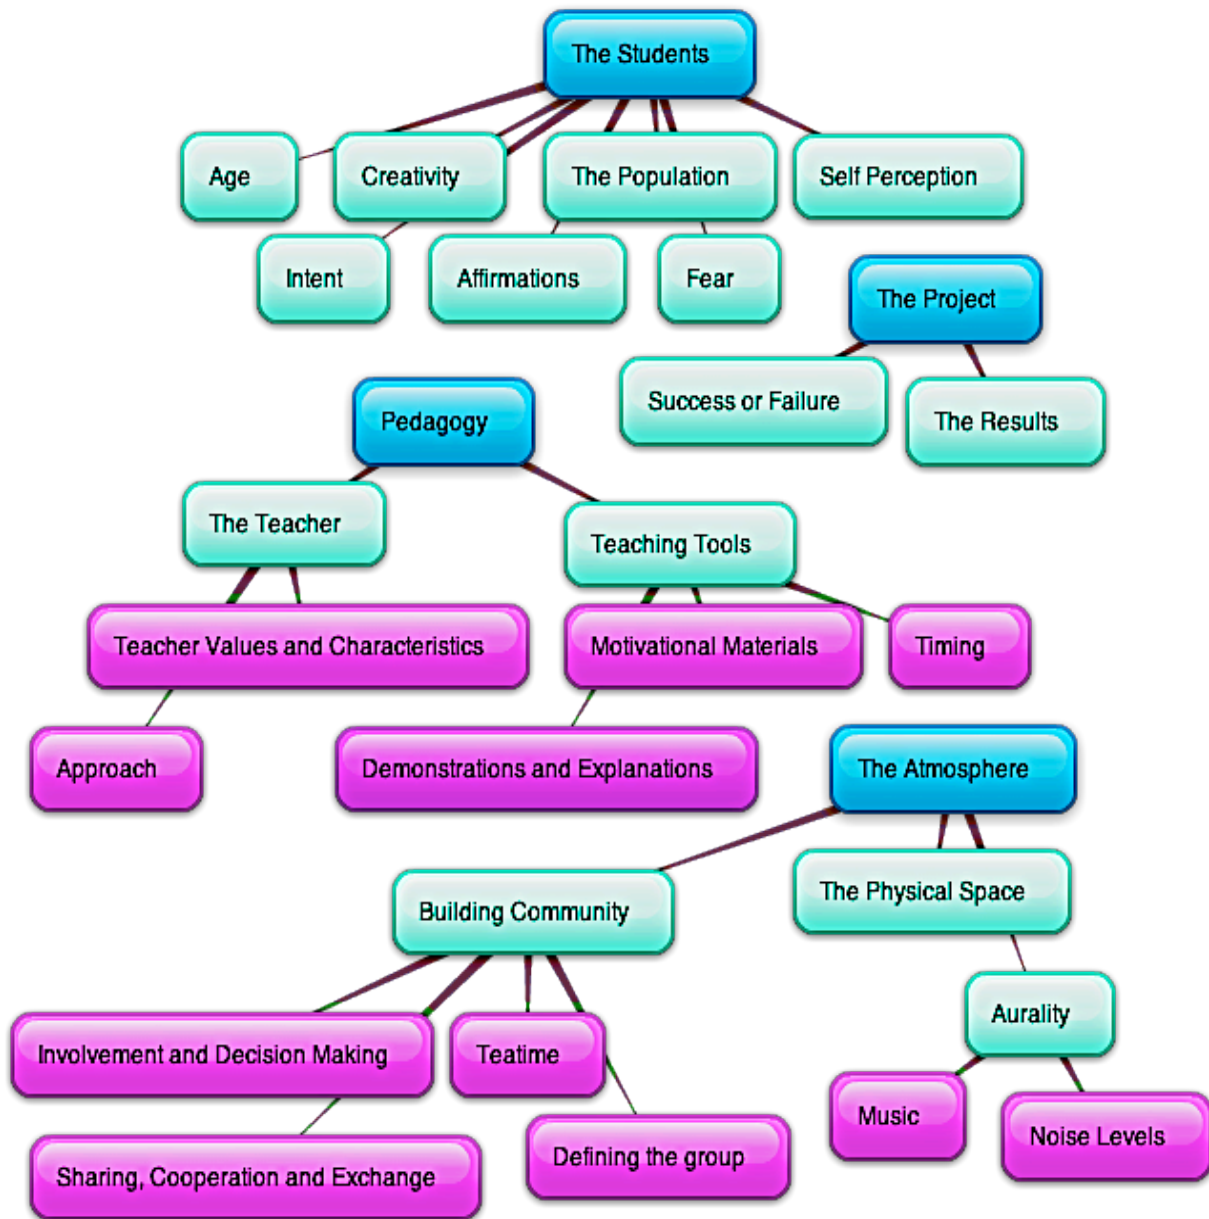 The Students
Age
Creativity
The Population
Self Perception
Intent
Affirmations
Fear
The Project
Success or Failure
The Results
Pedagogy
The Teacher
Teaching Tools
Teacher Values and Characteristics
Motivational Materials
Timing
Approach
Demonstrations and Explanations
The Atmosphere
Building Community
The Physical Space
Aurality
Involvement and Decision Making
Teatime
Music
Noise Levels
Sharing, Cooperation and Exchange
Defining the group